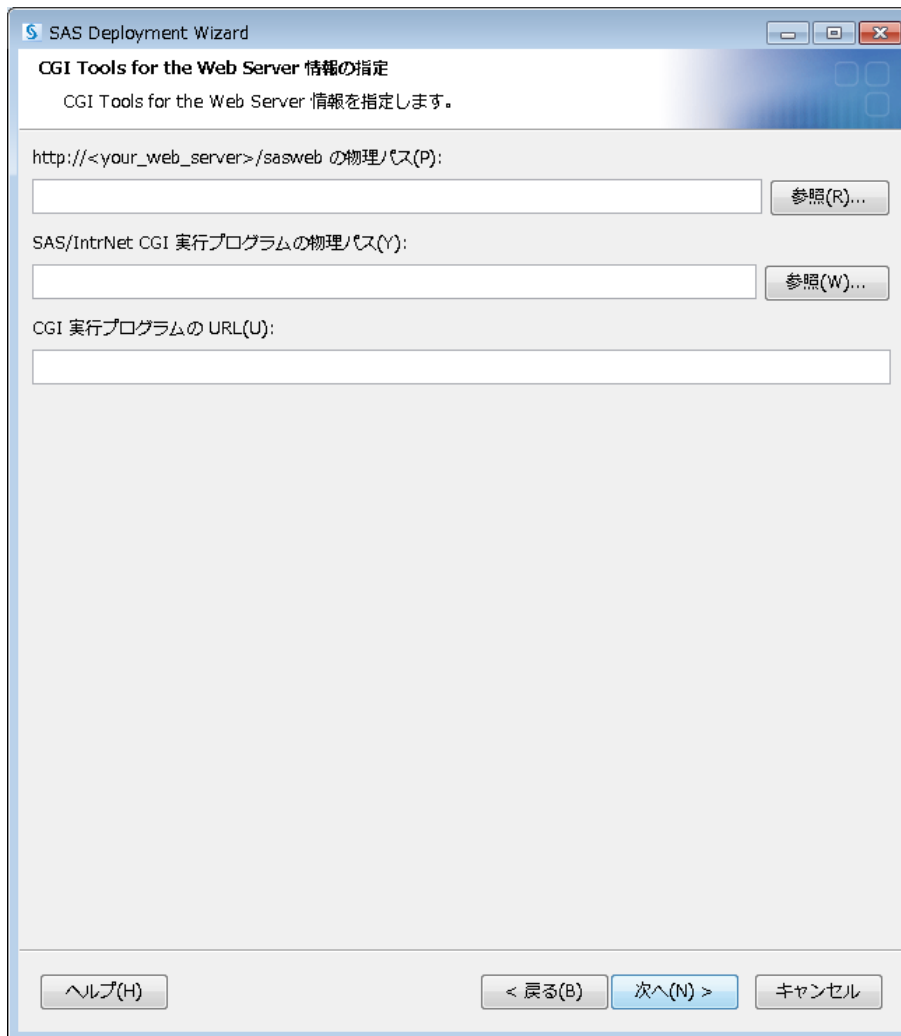 SAS Deployment Wizard
CGI Tools for the Web Server 情報の指定
CGI Tools for the Web Server 情報を指定します。
http://<your_web_server>/sasweb の物理パス(P):
参照(R)...
SAS/IntrNet CGI 実行プログラムの物理パス(Y):
参照(W)...
CGI 実行プログラムの URL(U):
ヘルプ(H)
< 戻る(B)
次へ(N) >
キャンセル